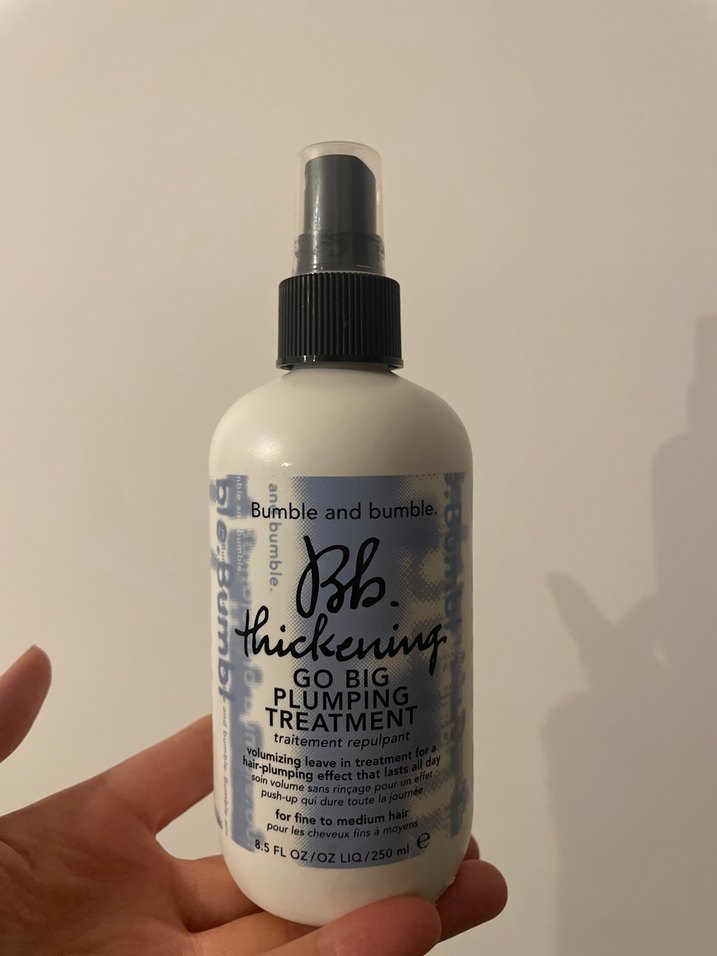 Bumble and bumble.
Bb.
thickening
GO BIG
PLUMPING
TREATMENT
traitement repulpant
volumizing leave in treatment for a
hair-plumping effect that lasts all day
soin volume sans rinçage pour un effet
push-up qui dure toute la journée
for fine to medium hair
pour les cheveux fins à moyens
8.5 FL OZ/OZ LIQ/250 ml e
and bumble.